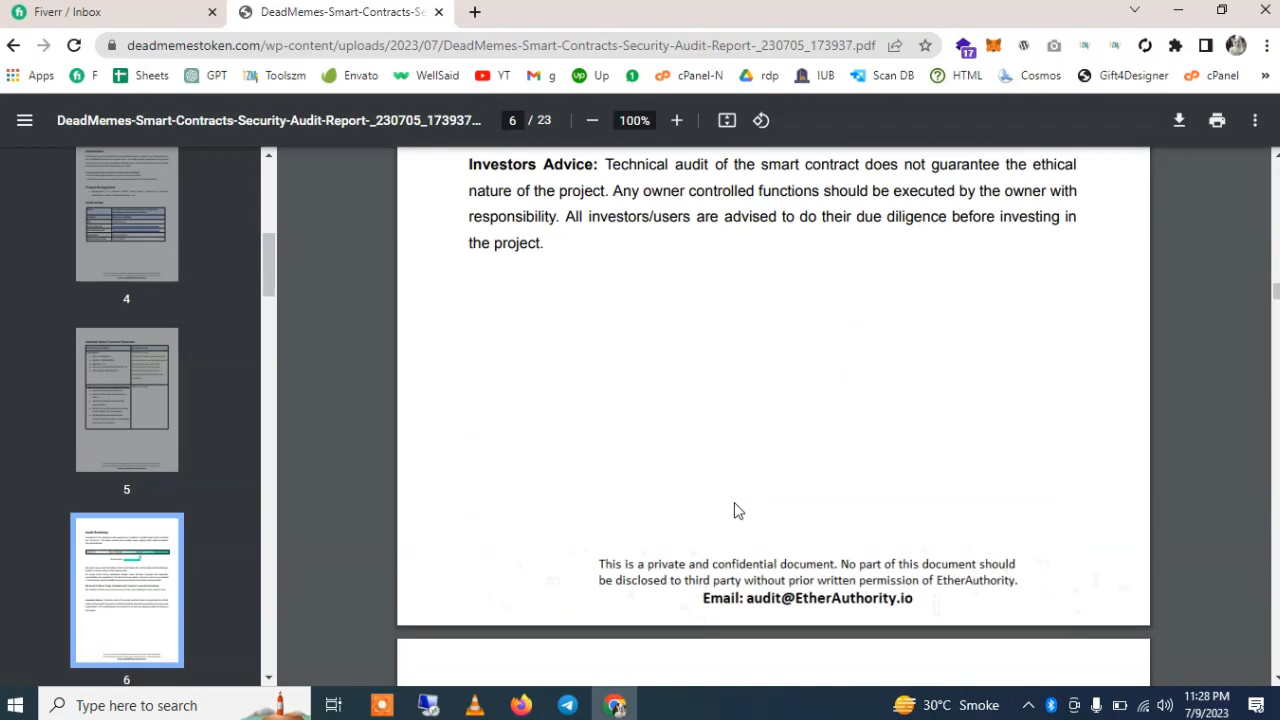 Fiverr / Inbox
DeadMemes-Smart-Contracts-Se
deadmemestoken.com/wp-content/uploads/2023/07/DeadMemes-Smart-Contracts-Security-Audit-Report-_230705_173937.pdf
17
Apps
F
Sheets
GPT
Toolszm
Envato
WellSaid
YT
g
Up
cPanel-N
rdp
IUB
Scan DB
HTML
Cosmos
Gift4Designer
cPanel
DeadMemes-Smart-Contracts-Security-Audit-Report-_230705_173937...
6 / 23
100%
4
5
6
Investors Advice: Technical audit of the smart contract does not guarantee the ethical
nature of the project. Any owner controlled functions should be executed by the owner with
responsibility. All investors/users are advised to do their due diligence before investing in
the project.
This is a private and confidential document. No part of this document should
be disclosed to third party without prior written permission of EtherAuthority.
Email: audit@EtherAuthority.io
Type here to search
30°C Smoke
11:28 PM
7/9/2023